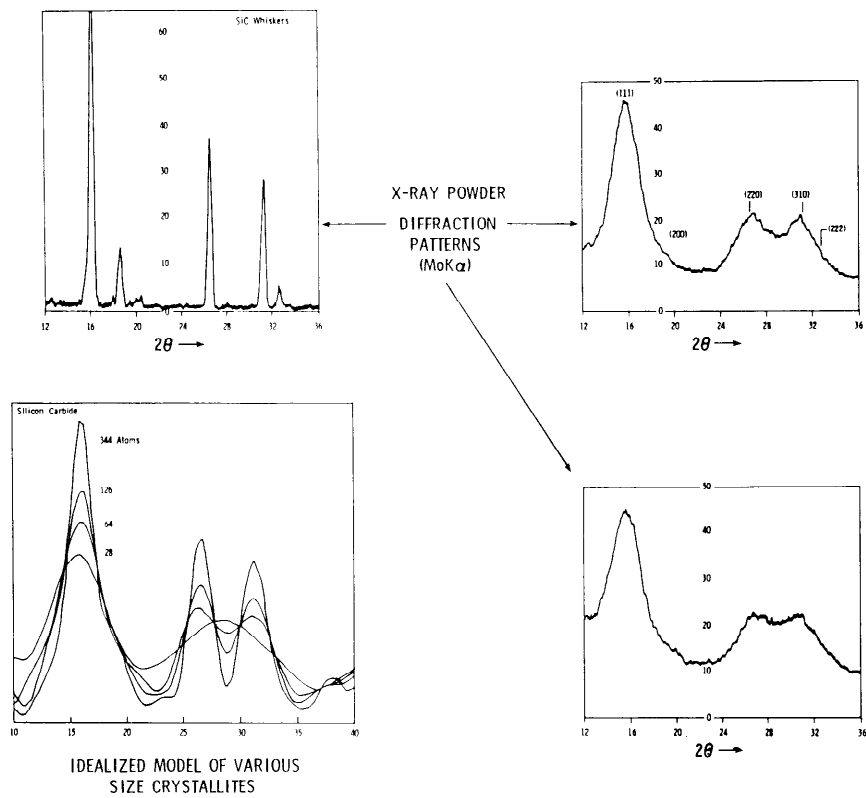 SiC Whiskers
60
50
40
30
20
10
0
12 16 20 24 28 32 36
2θ →
X-RAY POWDER
DIFFRACTION
PATTERNS
(MoKα)
50
40
30
20
10
0
(111)
(200)
(220)
(310)
(222)
12 16 20 24 28 32 36
2θ →
Silicon Carbide
344 Atoms
126
64
28
10 15 20 25 30 35 40
IDEALIZED MODEL OF VARIOUS
SIZE CRYSTALLITES
50
40
30
20
10
0
12 16 20 24 28 32 36
2θ →